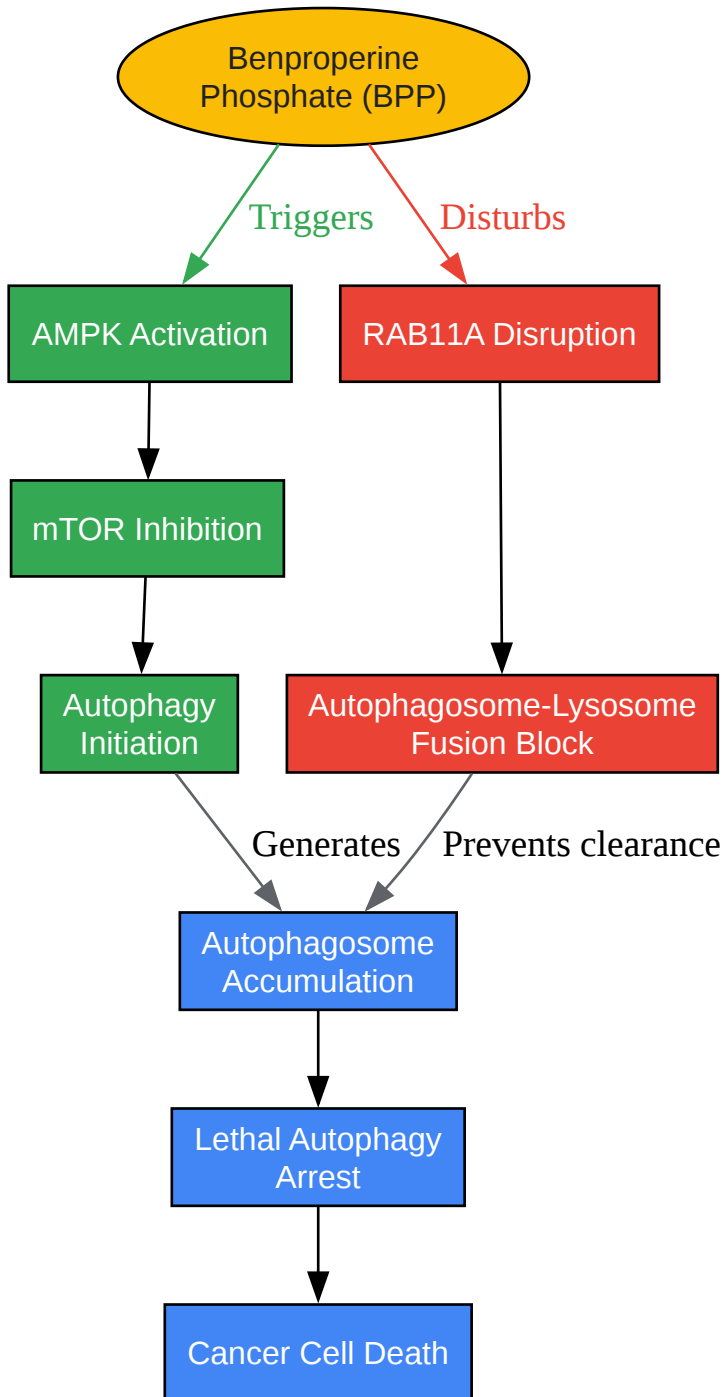 Benproperine
Phosphate (BPP)
Triggers
Disturbs
AMPK Activation
RAB11A Disruption
mTOR Inhibition
Autophagy
Initiation
Autophagosome-Lysosome
Fusion Block
Generates
Prevents clearance
Autophagosome
Accumulation
Lethal Autophagy
Arrest
Cancer Cell Death